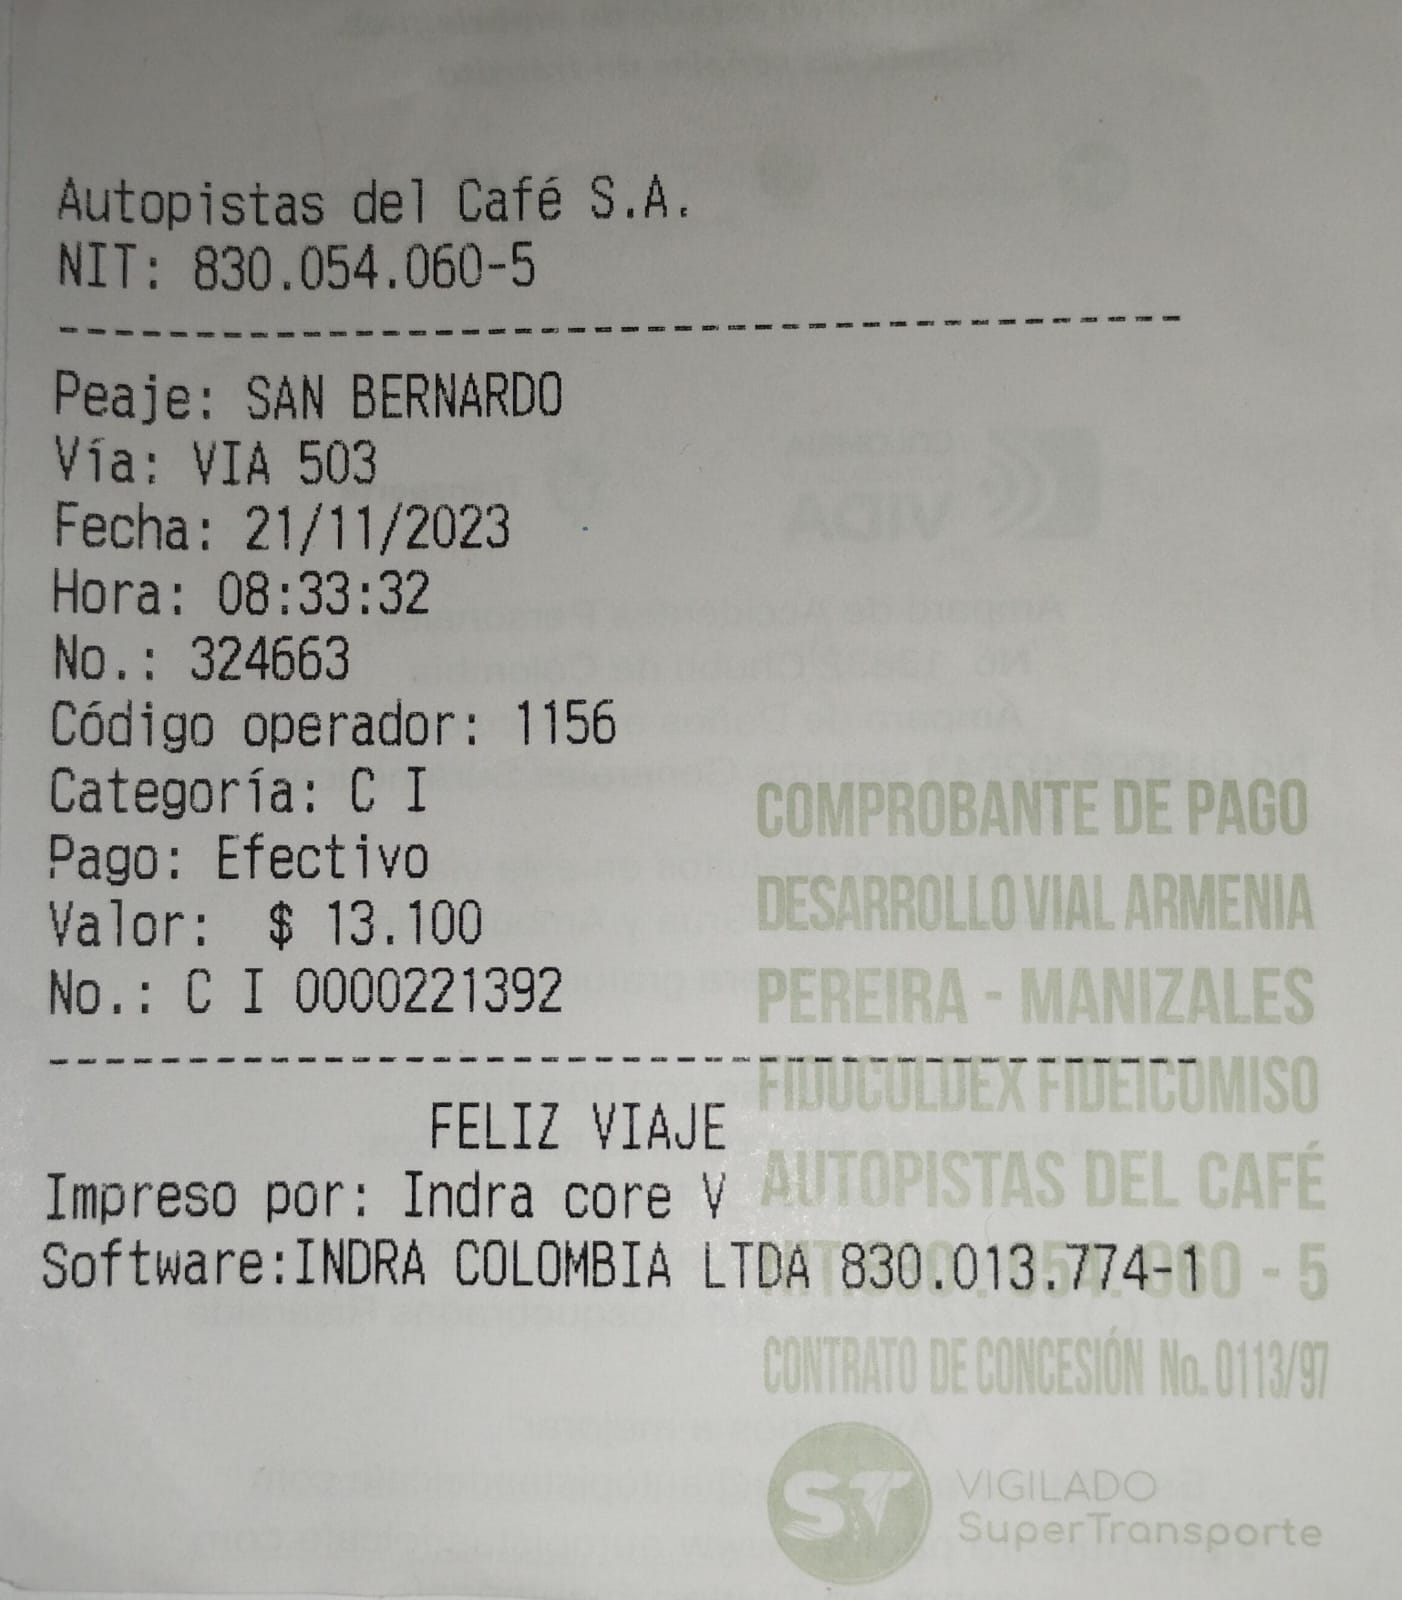 Autopistas del Café S.A.
NIT: 830.054.060-5
Peaje: SAN BERNARDO
Vía: VIA 503
Fecha: 21/11/2023
Hora: 08:33:32
No.: 324663
Código operador: 1156
Categoría: C I
Pago: Efectivo
Valor: $ 13.100
No.: C I 0000221392
FELIZ VIAJE
Impreso por: Indra core V
Software:INDRA COLOMBIA LTDA 830.013.774-1
COMPROBANTE DE PAGO
DESARROLLO VIAL ARMENIA
PEREIRA - MANIZALES
FIDUCOLDEX FIDEICOMISO
AUTOPISTAS DEL CAFÉ
60 - 5
CONTRATO DE CONCESIÓN No. 0113/97
ST
VIGILADO
SuperTransporte